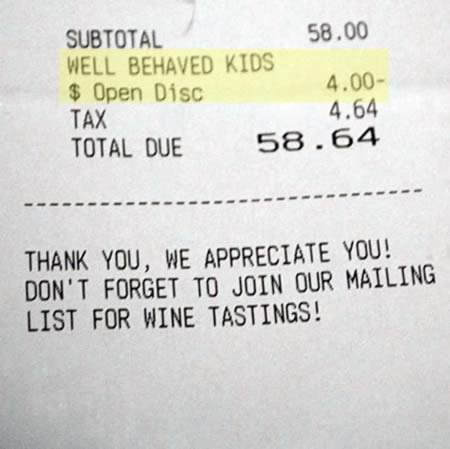 SUBTOTAL 58.00
WELL BEHAVED KIDS
$ Open Disc 4.00-
TAX 4.64
TOTAL DUE 58.64
THANK YOU, WE APPRECIATE YOU!
DON'T FORGET TO JOIN OUR MAILING
LIST FOR WINE TASTINGS!